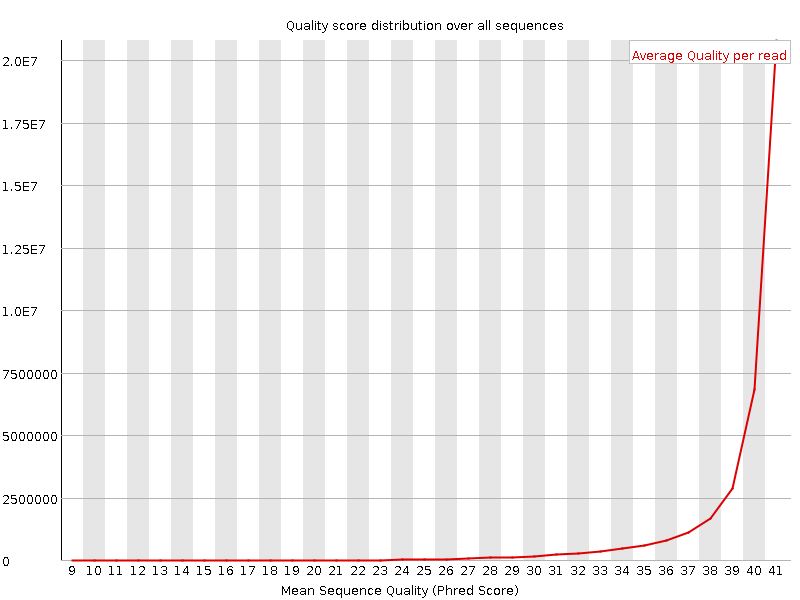 Quality score distribution over all sequences
Average Quality per read
2.0E7
1.75E7
1.5E7
1.25E7
1.0E7
7500000
5000000
2500000
0
9 10 11 12 13 14 15 16 17 18 19 20 21 22 23 24 25 26 27 28 29 30 31 32 33 34 35 36 37 38 39 40 41
Mean Sequence Quality (Phred Score)